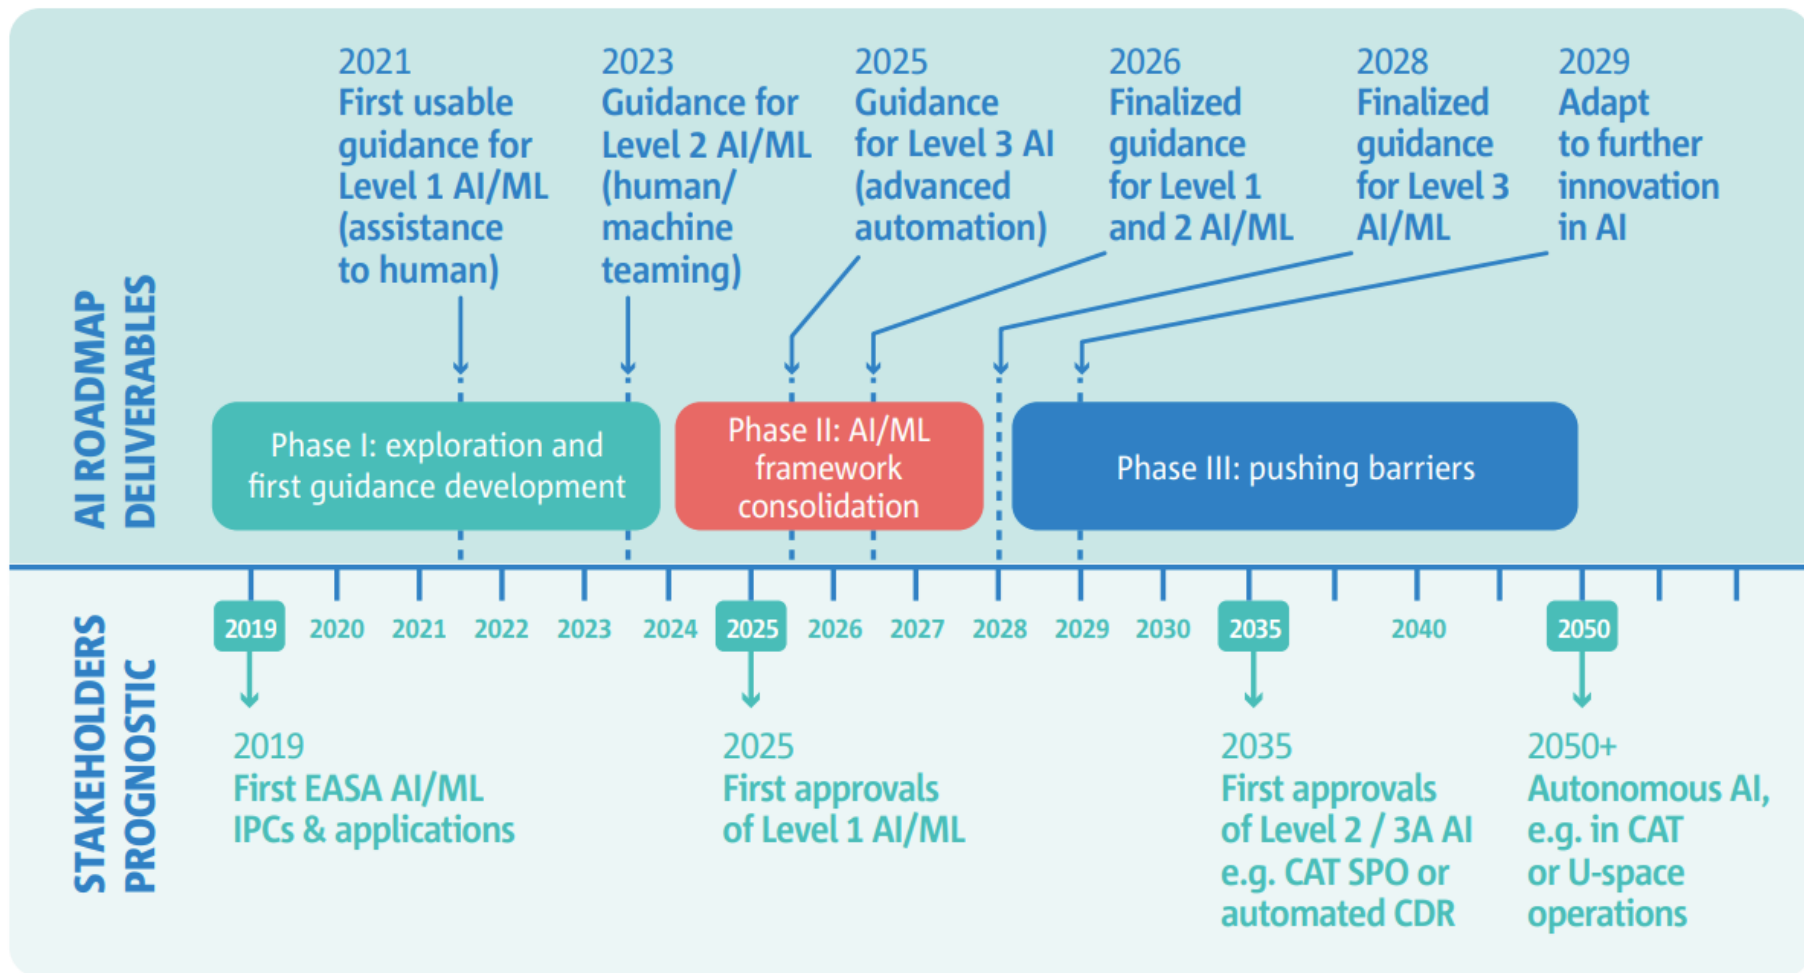 AI ROADMAP
DELIVERABLES
2021
First usable
guidance for
Level 1 AI/ML
(assistance
to human)
2023
Guidance for
Level 2 AI/ML
(human/
machine
teaming)
2025
Guidance
for Level 3 AI
(advanced
automation)
2026
Finalized
guidance
for Level 1
and 2 AI/ML
2028
Finalized
guidance
for Level 3
AI/ML
2029
Adapt
to further
innovation
in AI
Phase I: exploration and
first guidance development
Phase II: AI/ML
framework
consolidation
Phase III: pushing barriers
STAKEHOLDERS
PROGNOSTIC
2019 2020 2021 2022 2023 2024 2025 2026 2027 2028 2029 2030 2035 2040 2050
2019
First EASA AI/ML
IPCs & applications
2025
First approvals
of Level 1 AI/ML
2035
First approvals
of Level 2 / 3A AI
e.g. CAT SPO or
automated CDR
2050+
Autonomous AI,
e.g. in CAT
or U-space
operations